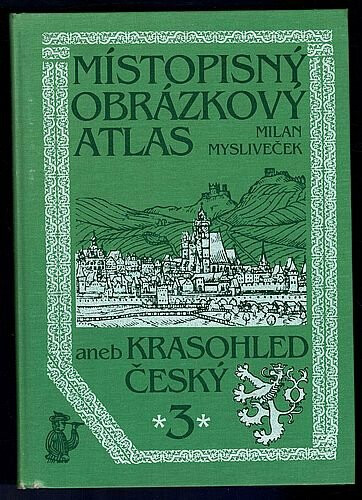 MÍSTOPISNÝ
OBRÁZKOVÝ
ATLAS
MILAN
MYSLIVEČEK
aneb KRASOHLED
ČESKÝ
*3*